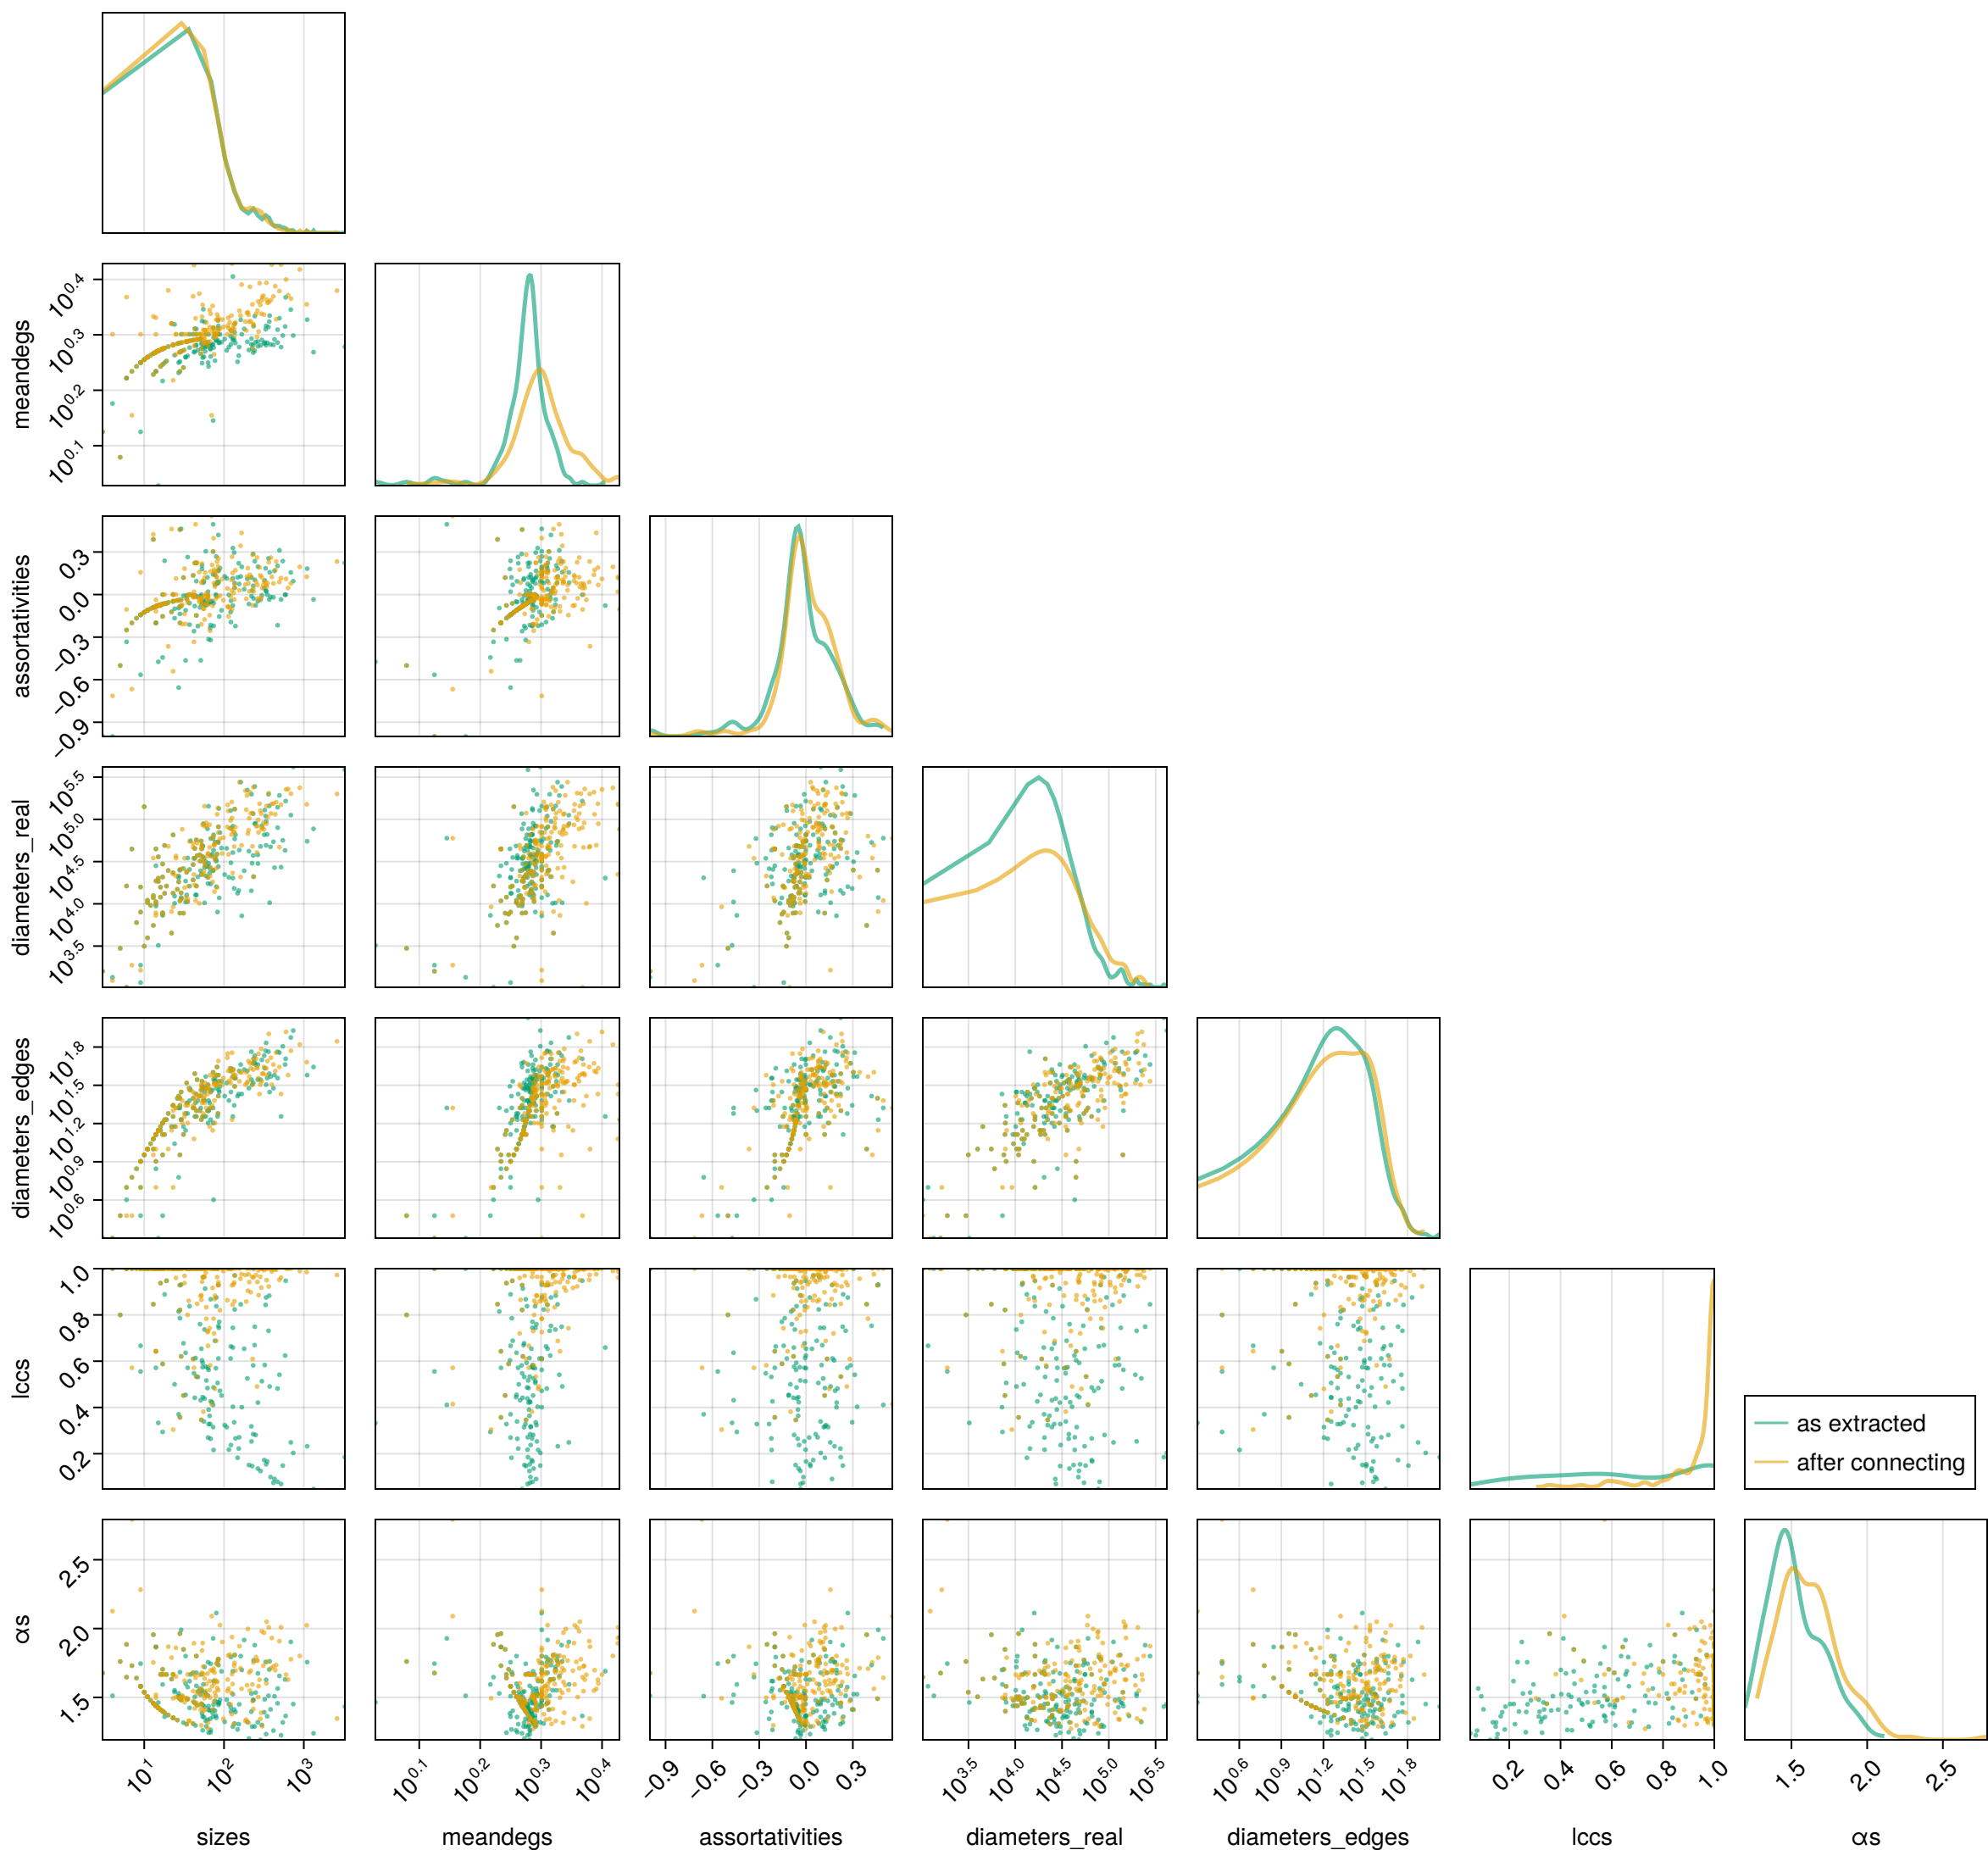 meandegs
10^0.4
10^0.3
10^0.2
10^0.1
assortativities
0.3
0.0
−0.3
−0.6
−0.9
diameters_real
10^5.5
10^5.0
10^4.5
10^4.0
10^3.5
diameters_edges
10^1.8
10^1.5
10^1.2
10^0.9
10^0.6
lccs
1.0
0.8
0.6
0.4
0.2
as extracted
after connecting
αs
2.5
2.0
1.5
10^1 10^2 10^3 10^0.1 10^0.2 10^0.3 10^0.4 −0.9 −0.6 −0.3 0.0 0.3 10^3.5 10^4.0 10^4.5 10^5.0 10^5.5 10^0.6 10^0.9 10^1.2 10^1.5 10^1.8 0.2 0.4 0.6 0.8 1.0 1.5 2.0 2.5
sizes meandegs assortativities diameters_real diameters_edges lccs αs